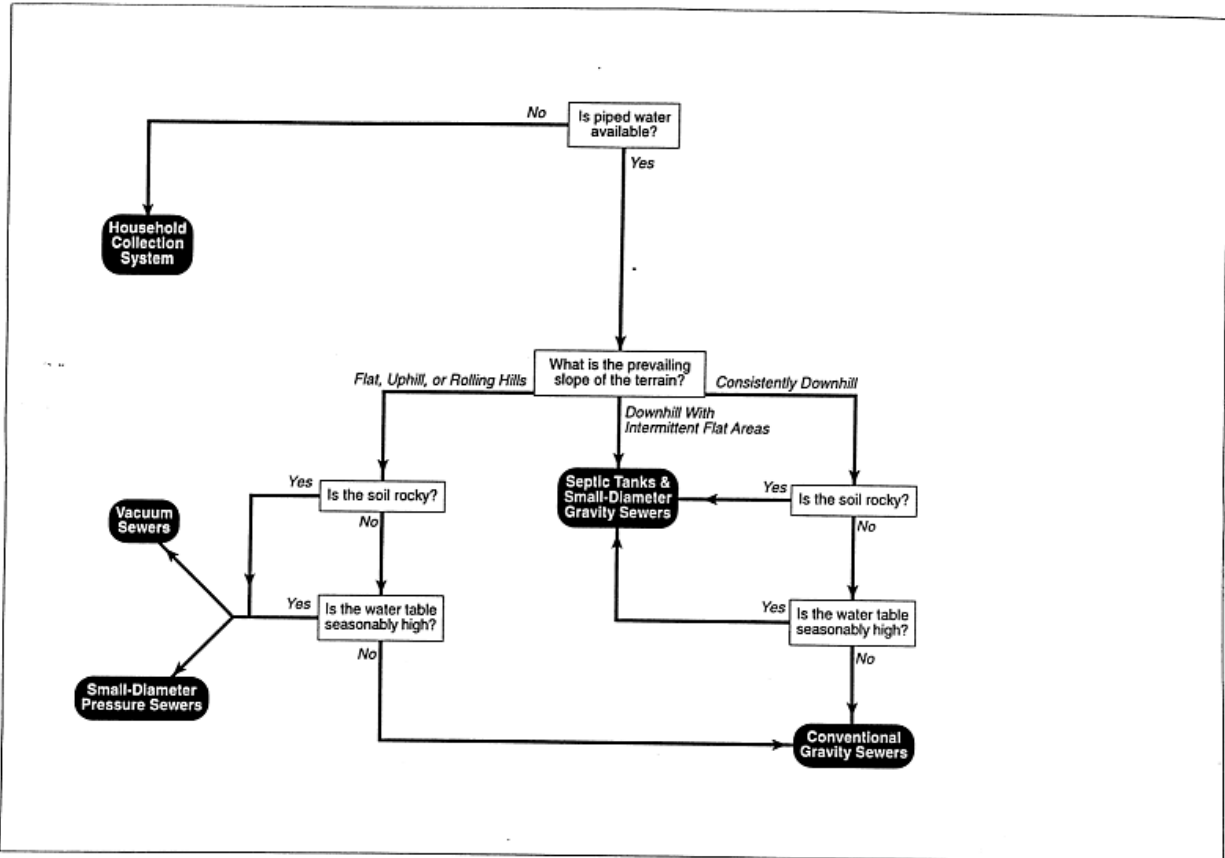 No
Is piped water
available?
Yes
Household
Collection
System
What is the prevailing
slope of the terrain?
Flat, Uphill, or Rolling Hills
Consistently Downhill
Downhill With
Intermittent Flat Areas
Yes
Is the soil rocky?
No
Septic Tanks &
Small-Diameter
Gravity Sewers
Yes
Is the soil rocky?
No
Vacuum
Sewers
Yes
Is the water table
seasonably high?
No
Yes
Is the water table
seasonably high?
No
Small-Diameter
Pressure Sewers
Conventional
Gravity Sewers